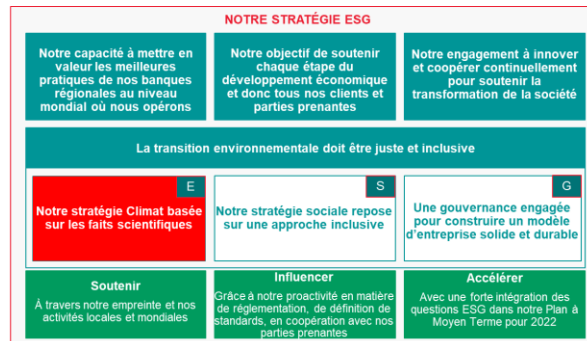 NOTRE STRATÉGIE ESG
Notre capacité à mettre en
valeur les meilleures
pratiques de nos banques
régionales au niveau
mondial où nous opérons
Notre objectif de soutenir
chaque étape du
développement économique
et donc tous nos clients et
parties prenantes
Notre engagement à innover
et coopérer continuellement
pour soutenir la
transformation de la société
La transition environnementale doit être juste et inclusive
E
Notre stratégie Climat basée
sur les faits scientifiques
S
Notre stratégie sociale repose
sur une approche inclusive
G
Une gouvernance engagée
pour construire un modèle
d'entreprise solide et durable
Soutenir
À travers notre empreinte et nos
activités locales et mondiales
Influencer
Grâce à notre proactivité en matière
de réglementation, de définition de
standards, en coopération avec nos
parties prenantes
Accélérer
Avec une forte intégration des
questions ESG dans notre Plan à
Moyen Terme pour 2022